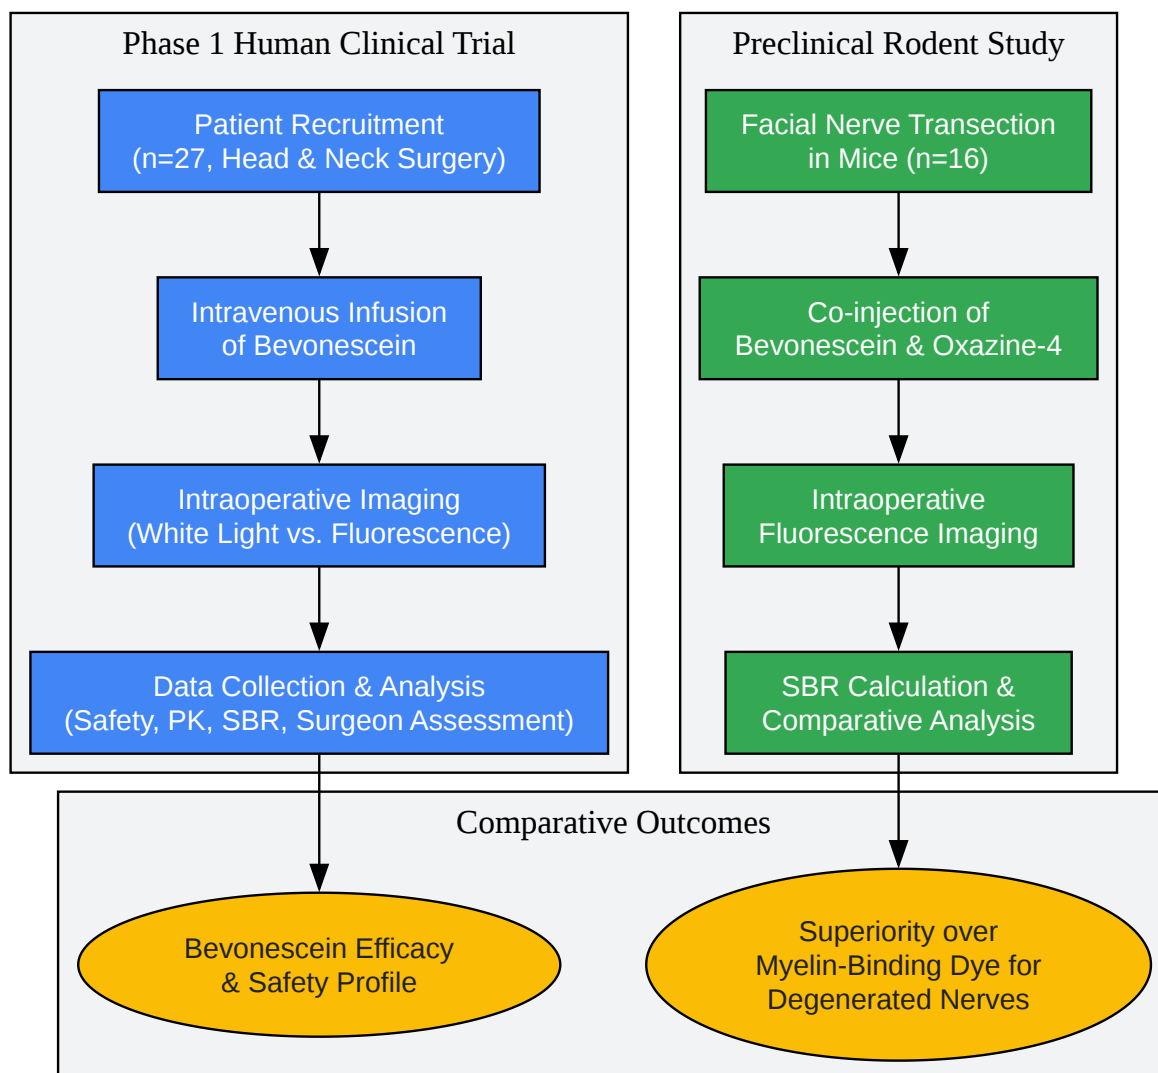 Phase 1 Human Clinical Trial
Patient Recruitment
(n=27, Head & Neck Surgery)
Intravenous Infusion
of Bevonescein
Intraoperative Imaging
(White Light vs. Fluorescence)
Data Collection & Analysis
(Safety, PK, SBR, Surgeon Assessment)
Preclinical Rodent Study
Facial Nerve Transection
in Mice (n=16)
Co-injection of
Bevonescein & Oxazine-4
Intraoperative
Fluorescence Imaging
SBR Calculation &
Comparative Analysis
Comparative Outcomes
Bevonescein Efficacy
& Safety Profile
Superiority over
Myelin-Binding Dye for
Degenerated Nerves